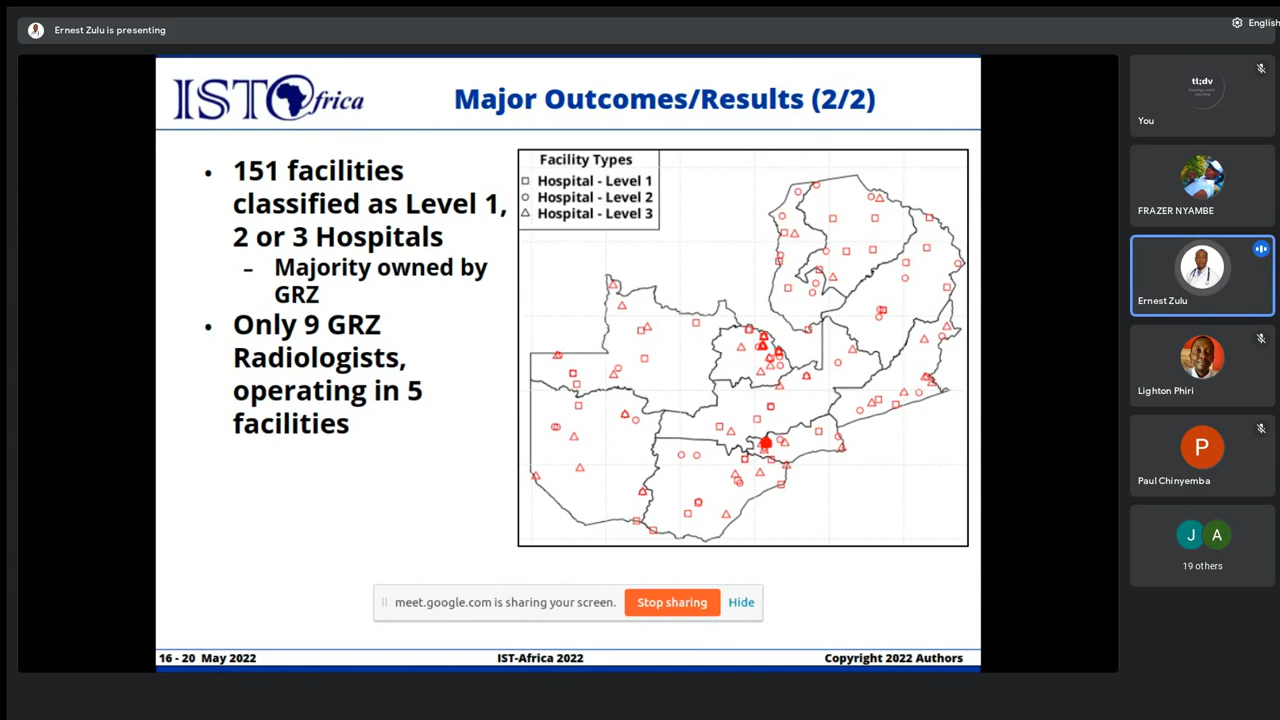 Ernest Zulu is presenting
English
ISTAfrica
Major Outcomes/Results (2/2)
• 151 facilities
classified as Level 1,
2 or 3 Hospitals
– Majority owned by
GRZ
• Only 9 GRZ
Radiologists,
operating in 5
facilities
Facility Types
Hospital - Level 1
Hospital - Level 2
Hospital - Level 3
meet.google.com is sharing your screen.
Stop sharing
Hide
16 - 20 May 2022
IST-Africa 2022
Copyright 2022 Authors
tl;dv
You
FRAZER NYAMBE
Ernest Zulu
Lighton Phiri
P
Paul Chinyemba
J
A
19 others